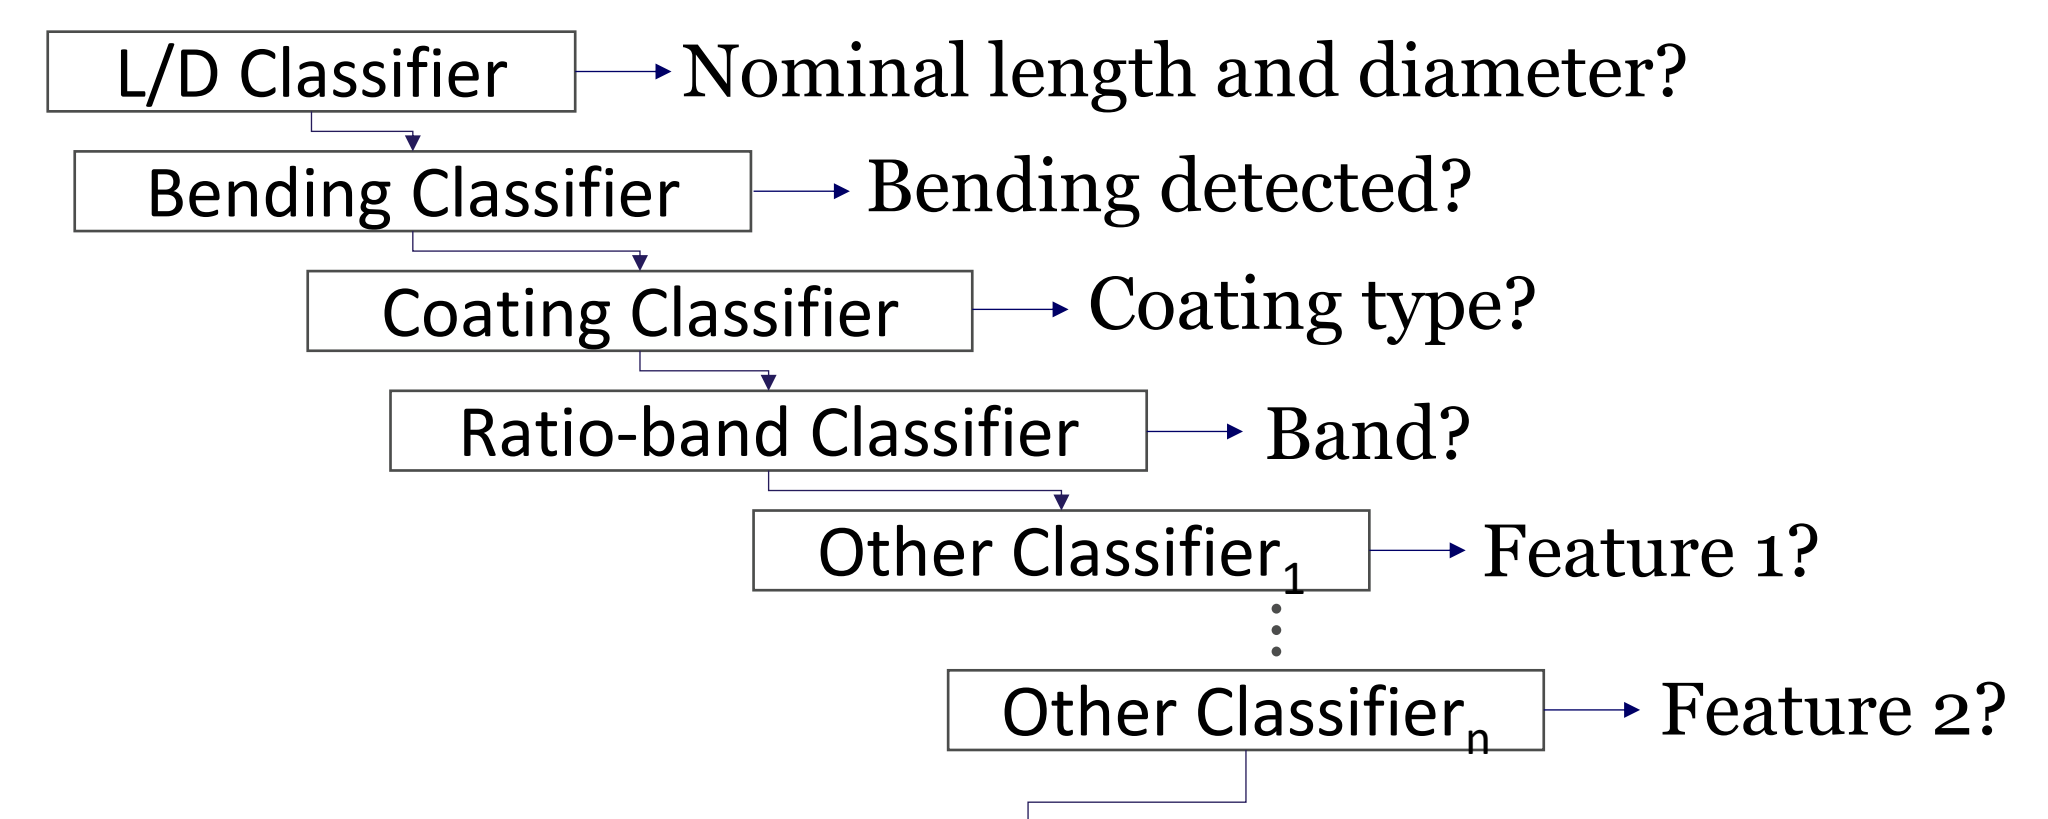 L/D Classifier Nominal length and diameter?
Bending Classifier Bending detected?
Coating Classifier Coating type?
Ratio-band Classifier Band?
Other Classifier₁ Feature 1?
Other Classifierₙ Feature 2?